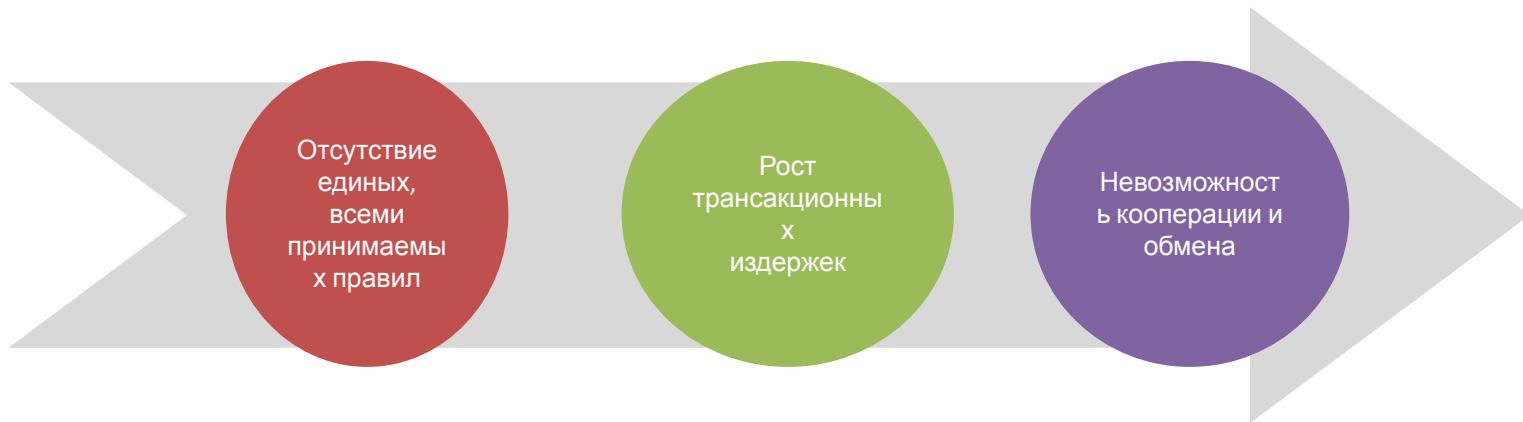 Отсутствие
единых,
всеми
принимаемы
х правил
Рост
трансакционны
х
издержек
Невозможност
ь кооперации и
обмена